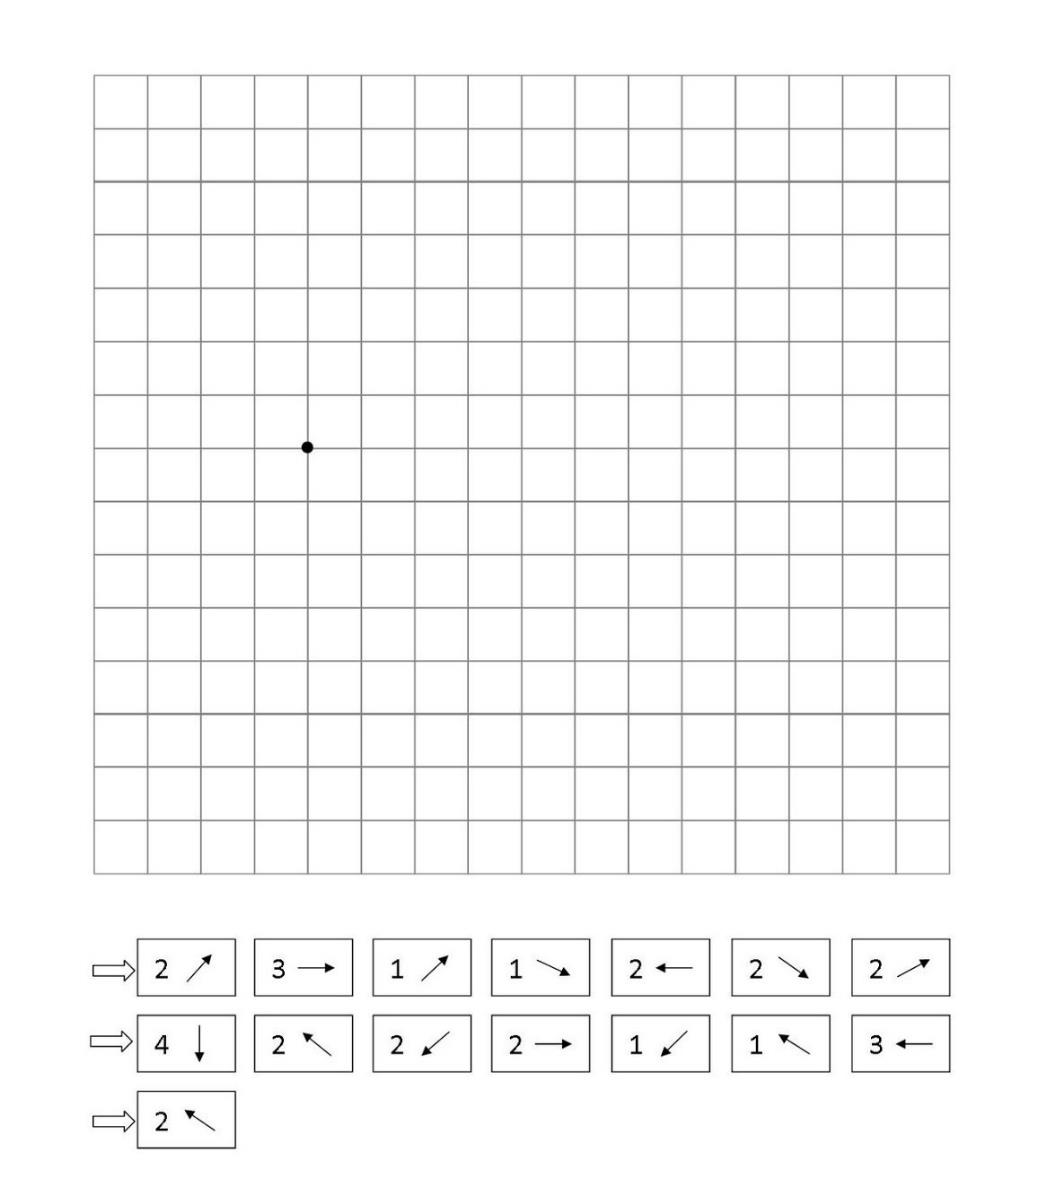 ⇨ 2 ↗ 3 → 1 ↗ 1 ↘ 2 ← 2 ↘ 2 ↗
⇨ 4 ↓ 2 ↖ 2 ↙ 2 → 1 ↙ 1 ↖ 3 ←
⇨ 2 ↖